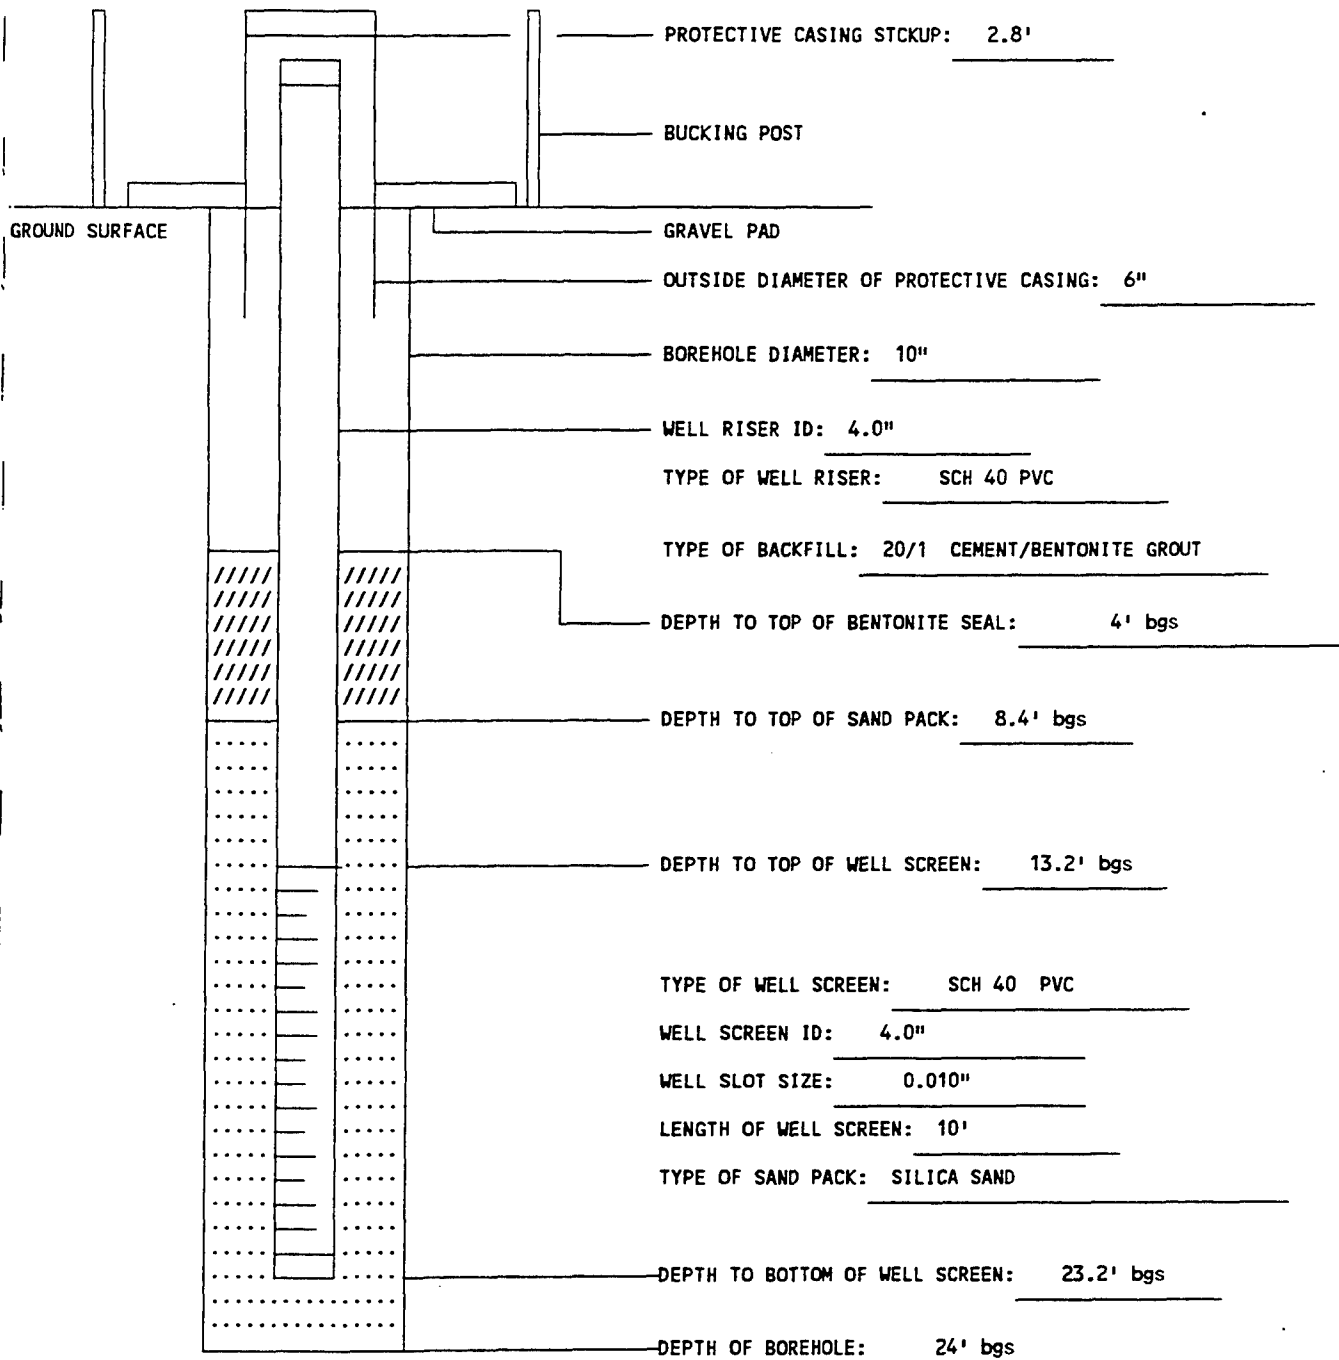 PROTECTIVE CASING STCKUP: 2.8'
BUCKING POST
GROUND SURFACE
GRAVEL PAD
OUTSIDE DIAMETER OF PROTECTIVE CASING: 6"
BOREHOLE DIAMETER: 10"
WELL RISER ID: 4.0"
TYPE OF WELL RISER: SCH 40 PVC
TYPE OF BACKFILL: 20/1 CEMENT/BENTONITE GROUT
DEPTH TO TOP OF BENTONITE SEAL: 4' bgs
DEPTH TO TOP OF SAND PACK: 8.4' bgs
DEPTH TO TOP OF WELL SCREEN: 13.2' bgs
TYPE OF WELL SCREEN: SCH 40 PVC
WELL SCREEN ID: 4.0"
WELL SLOT SIZE: 0.010"
LENGTH OF WELL SCREEN: 10'
TYPE OF SAND PACK: SILICA SAND
DEPTH TO BOTTOM OF WELL SCREEN: 23.2' bgs
DEPTH OF BOREHOLE: 24' bgs